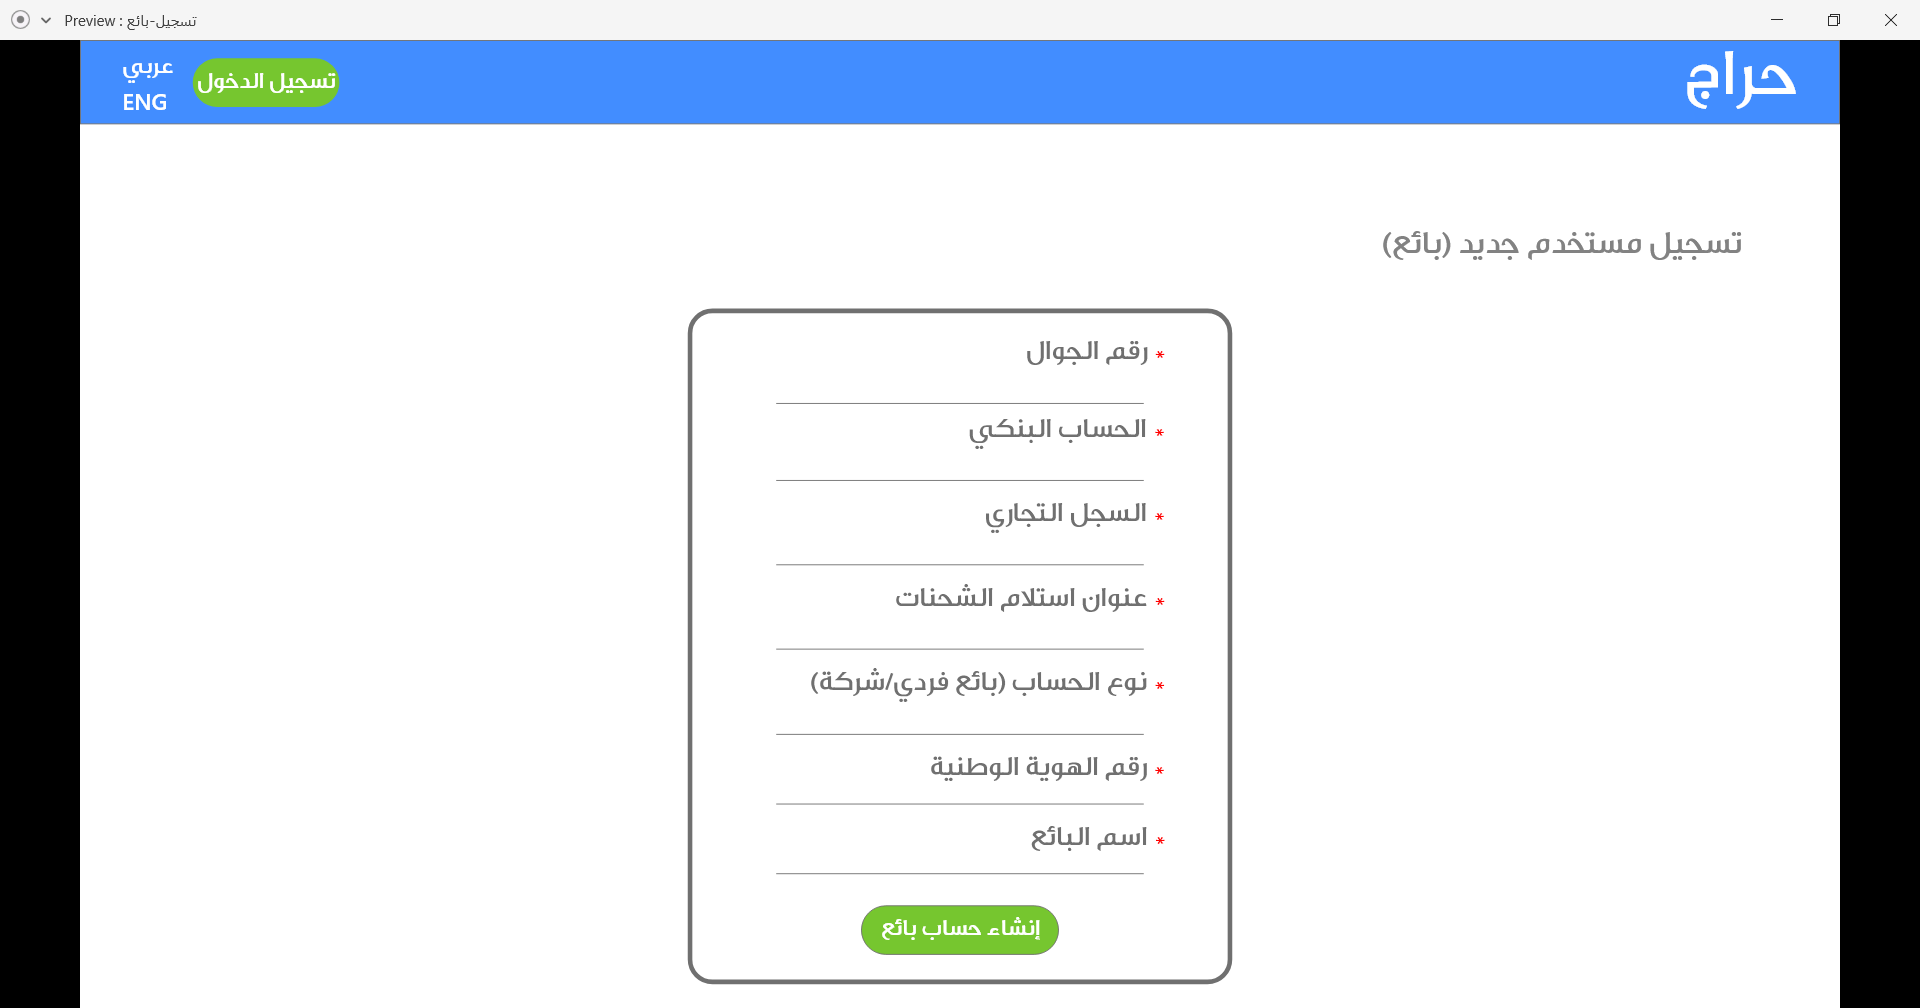 Preview : تسجيل-بائع
حراج
تسجيل الدخول
عربي
ENG
تسجيل مستخدم جديد (بائع)
* رقم الجوال
* الحساب البنكي
* السجل التجاري
* عنوان استلام الشحنات
* نوع الحساب (بائع فردي/شركة)
* رقم الهوية الوطنية
* اسم البائع
إنشاء حساب بائع